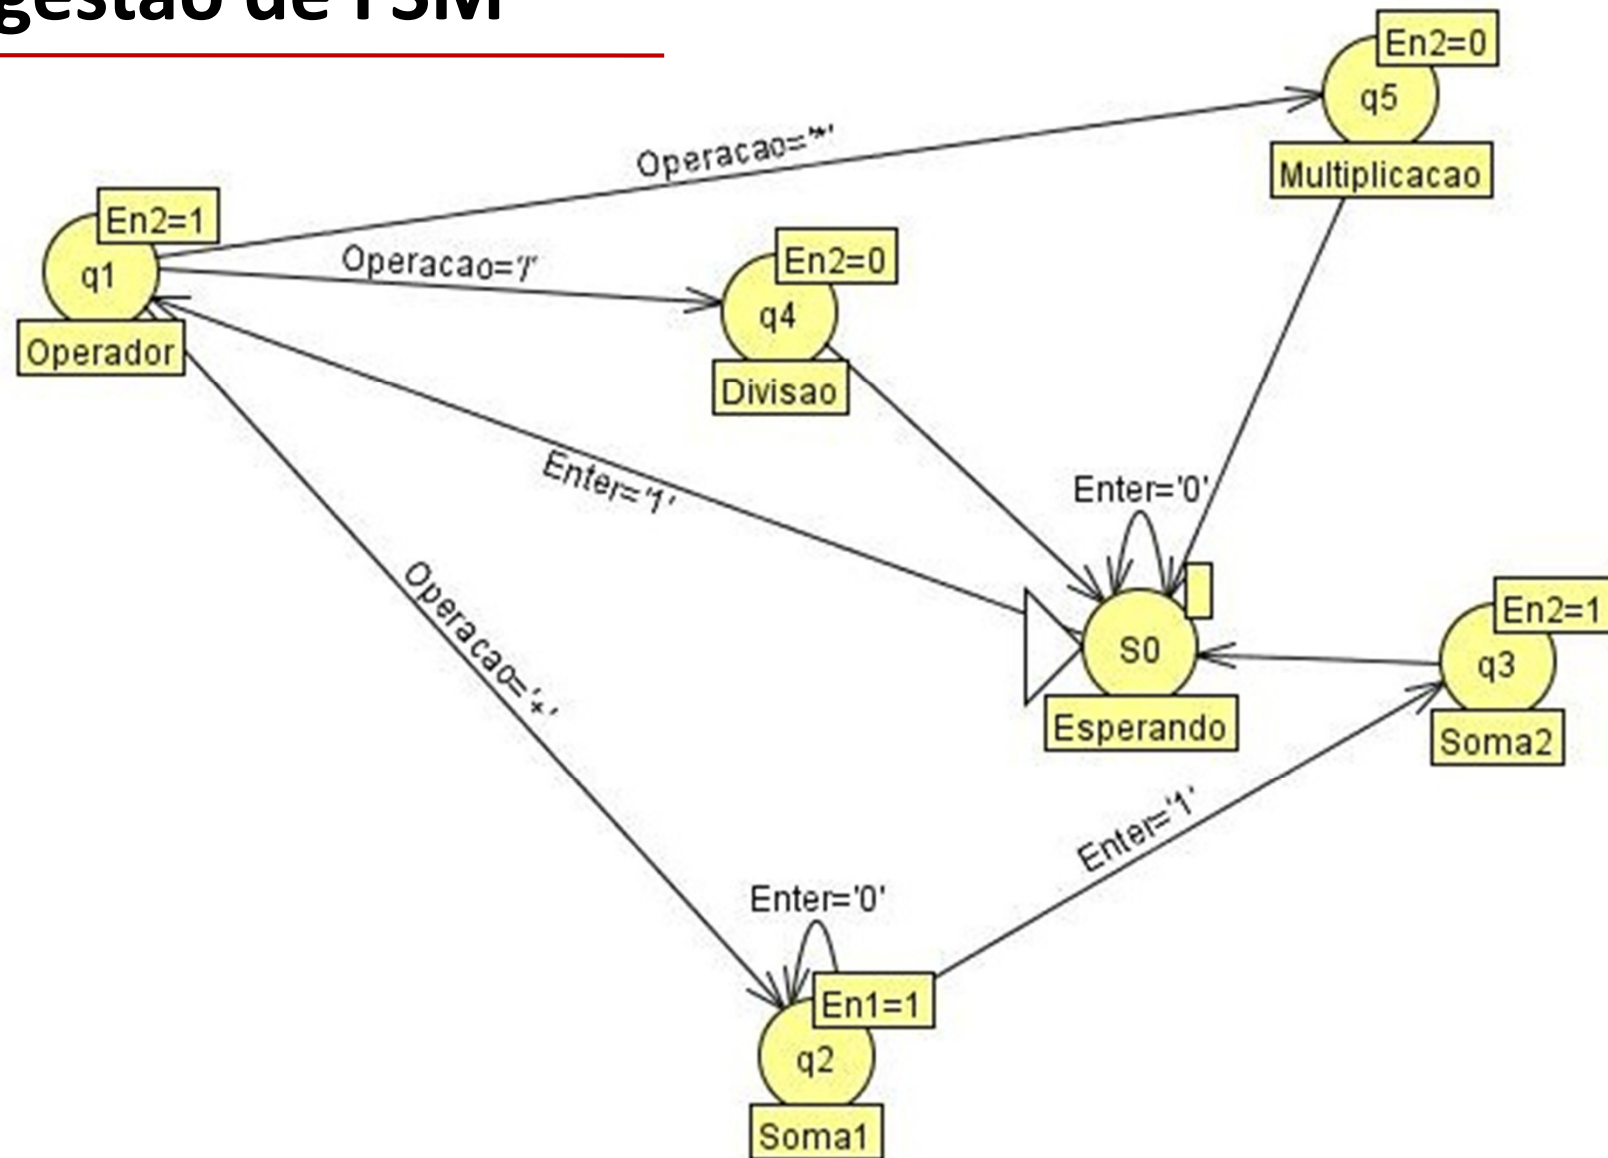 gestão de FSM
En2=0
q5
Multiplicacao
Operacao='*'
En2=1
q1
Operador
Operacao='/'
En2=0
q4
Divisao
Enter='1'
Enter='0'
S0
Esperando
En2=1
q3
Soma2
Operacao='+'
Enter='1'
Enter='0'
En1=1
q2
Soma1